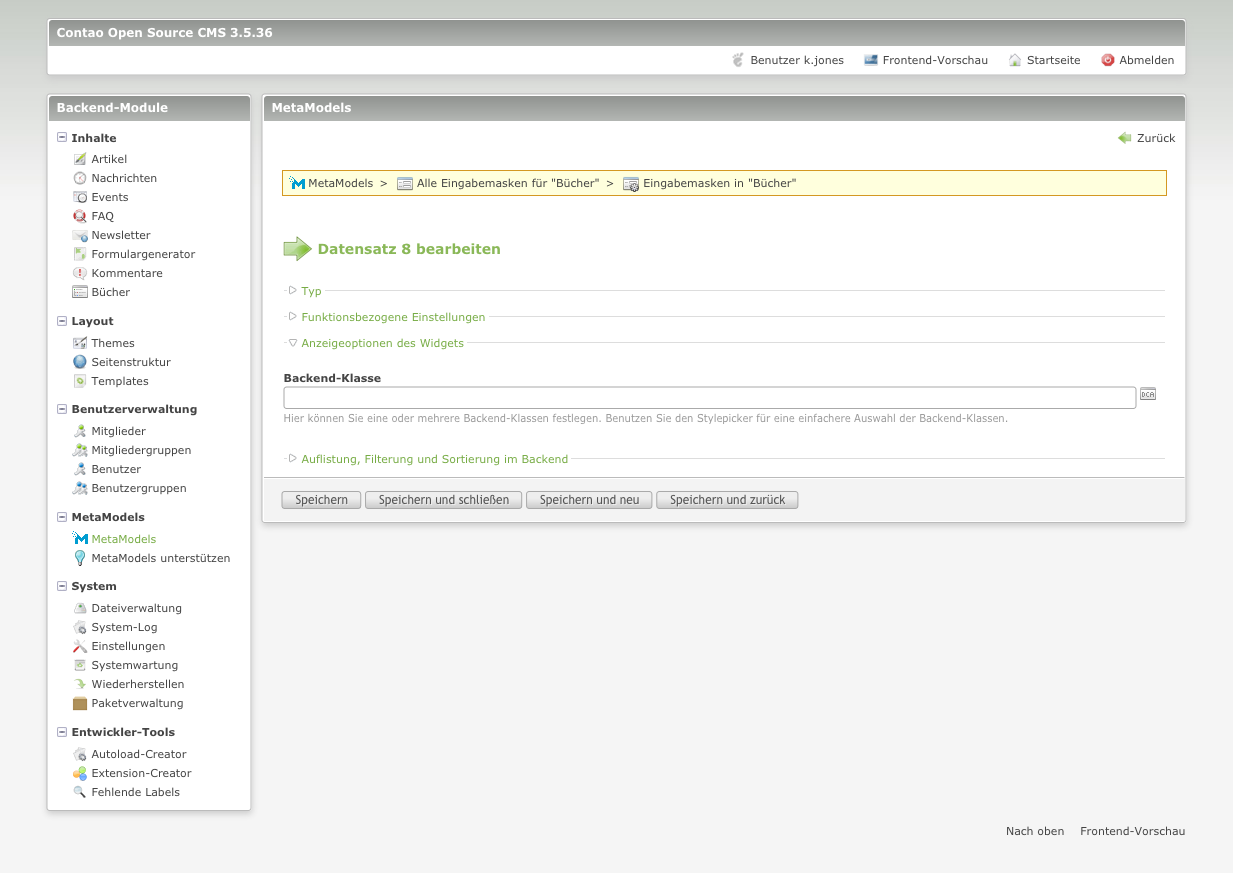 Contao Open Source CMS 3.5.36
Benutzer k.jones Frontend-Vorschau Startseite Abmelden
Backend-Module
Inhalte
Artikel
Nachrichten
Events
FAQ
Newsletter
Formulargenerator
Kommentare
Bücher
Layout
Themes
Seitenstruktur
Templates
Benutzerverwaltung
Mitglieder
Mitgliedergruppen
Benutzer
Benutzergruppen
MetaModels
MetaModels
MetaModels unterstützen
System
Dateiverwaltung
System-Log
Einstellungen
Systemwartung
Wiederherstellen
Paketverwaltung
Entwickler-Tools
Autoload-Creator
Extension-Creator
Fehlende Labels
MetaModels
Zurück
MetaModels > Alle Eingabemasken für "Bücher" > Eingabemasken in "Bücher"
Datensatz 8 bearbeiten
Typ
Funktionsbezogene Einstellungen
Anzeigeoptionen des Widgets
Backend-Klasse
DCA
Hier können Sie eine oder mehrere Backend-Klassen festlegen. Benutzen Sie den Stylepicker für eine einfachere Auswahl der Backend-Klassen.
Auflistung, Filterung und Sortierung im Backend
Speichern Speichern und schließen Speichern und neu Speichern und zurück
Nach oben Frontend-Vorschau